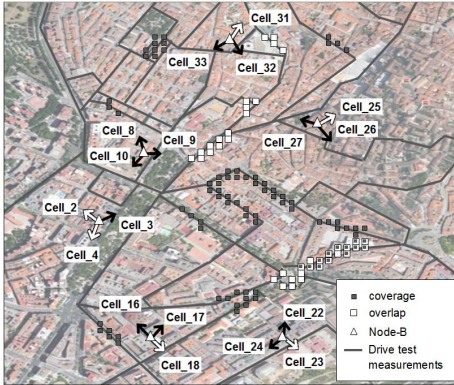 Cell_31
Cell_33
Cell_32
Cell_25
Cell_8
Cell_9
Cell_27
Cell_26
Cell_10
Cell_2
Cell_3
Cell_4
Cell_16
Cell_17
Cell_22
coverage
overlap
Node-B
Cell_24
Drive test
measurements
Cell_18
Cell_23